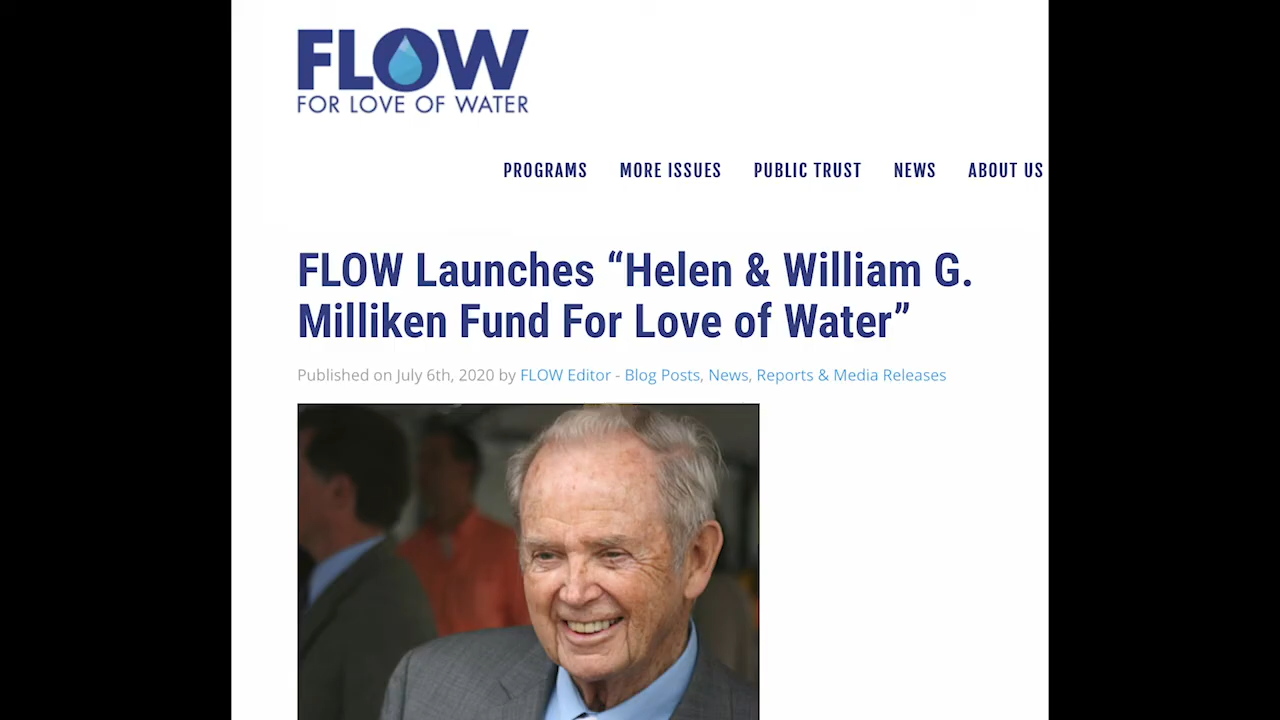 FLOW
FOR LOVE OF WATER
PROGRAMS MORE ISSUES PUBLIC TRUST NEWS ABOUT US
FLOW Launches “Helen & William G.
Milliken Fund For Love of Water”
Published on July 6th, 2020 by FLOW Editor - Blog Posts, News, Reports & Media Releases